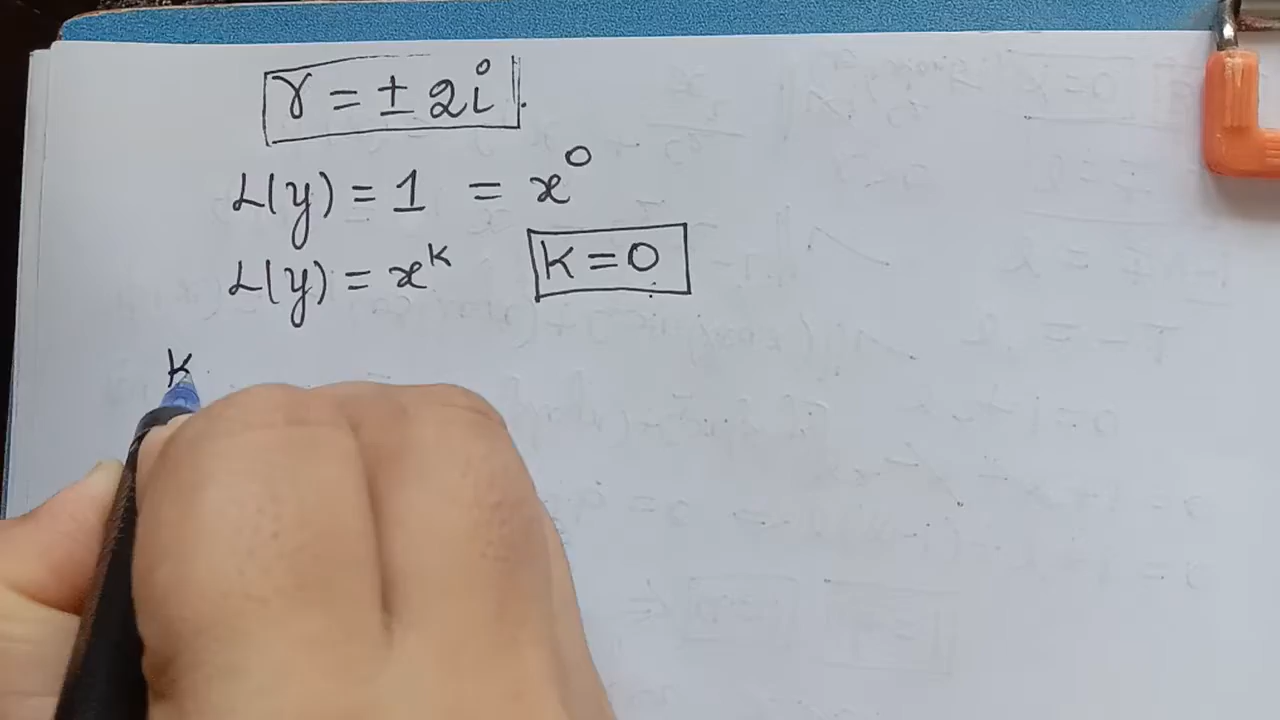 r = ± 2i
L(y) = 1 = x⁰
L(y) = xᵏ K = 0
K